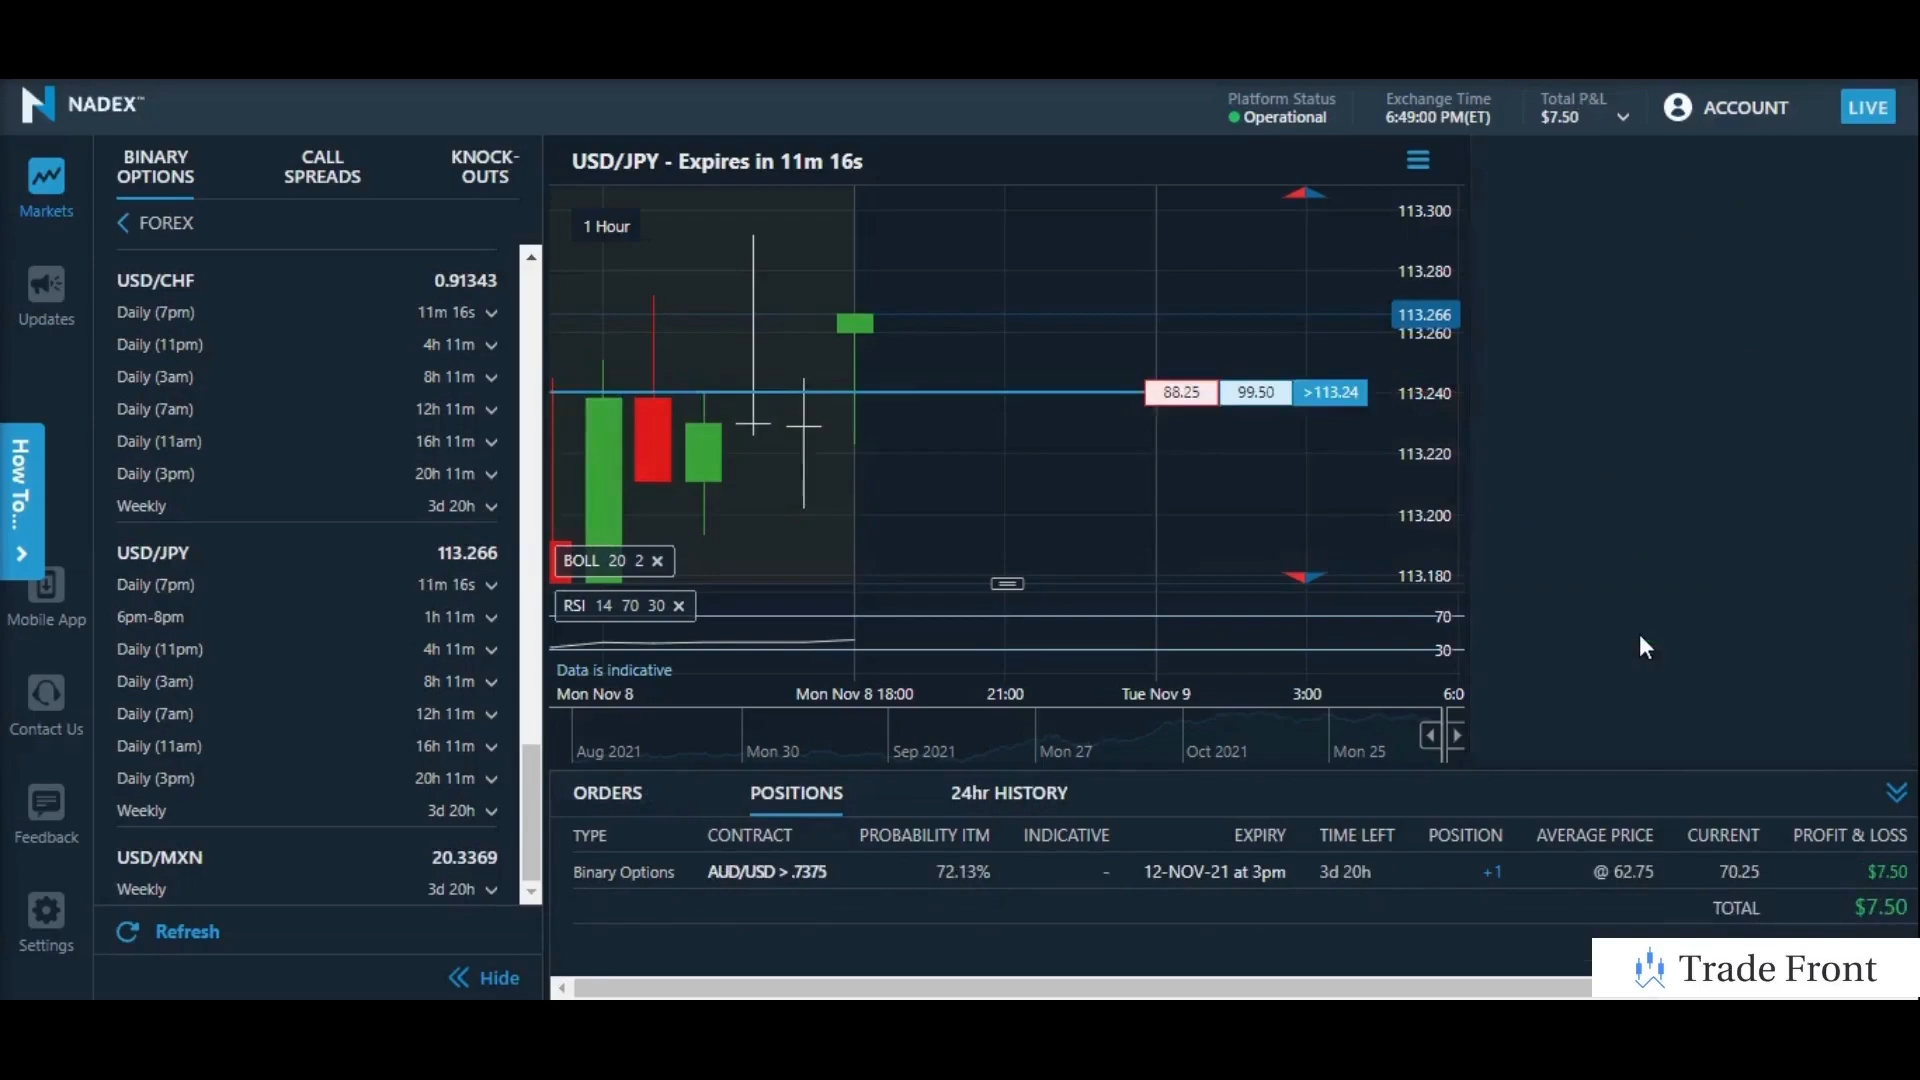 NADEX™
Platform Status
Operational
Exchange Time
6:49:00 PM(ET)
Total P&L
$7.50
ACCOUNT
LIVE
Markets
Updates
How To...
Mobile App
Contact Us
Feedback
Settings
BINARY
OPTIONS
CALL
SPREADS
KNOCK-
OUTS
FOREX
USD/CHF 0.91343
Daily (7pm) 11m 16s
Daily (11pm) 4h 11m
Daily (3am) 8h 11m
Daily (7am) 12h 11m
Daily (11am) 16h 11m
Daily (3pm) 20h 11m
Weekly 3d 20h
USD/JPY 113.266
Daily (7pm) 11m 16s
6pm-8pm 1h 11m
Daily (11pm) 4h 11m
Daily (3am) 8h 11m
Daily (7am) 12h 11m
Daily (11am) 16h 11m
Daily (3pm) 20h 11m
Weekly 3d 20h
USD/MXN 20.3369
Weekly 3d 20h
Refresh
Hide
USD/JPY - Expires in 11m 16s
1 Hour
113.300
113.280
113.266
113.260
88.25 99.50 >113.24 113.240
113.220
113.200
113.180
BOLL 20 2
RSI 14 70 30
70
30
Data is indicative
Mon Nov 8 Mon Nov 8 18:00 21:00 Tue Nov 9 3:00 6:0
Aug 2021 Mon 30 Sep 2021 Mon 27 Oct 2021 Mon 25
ORDERS POSITIONS 24hr HISTORY
TYPE CONTRACT PROBABILITY ITM INDICATIVE EXPIRY TIME LEFT POSITION AVERAGE PRICE CURRENT PROFIT & LOSS
Binary Options AUD/USD > .7375 72.13% - 12-NOV-21 at 3pm 3d 20h +1 @ 62.75 70.25 $7.50
TOTAL $7.50
Trade Front